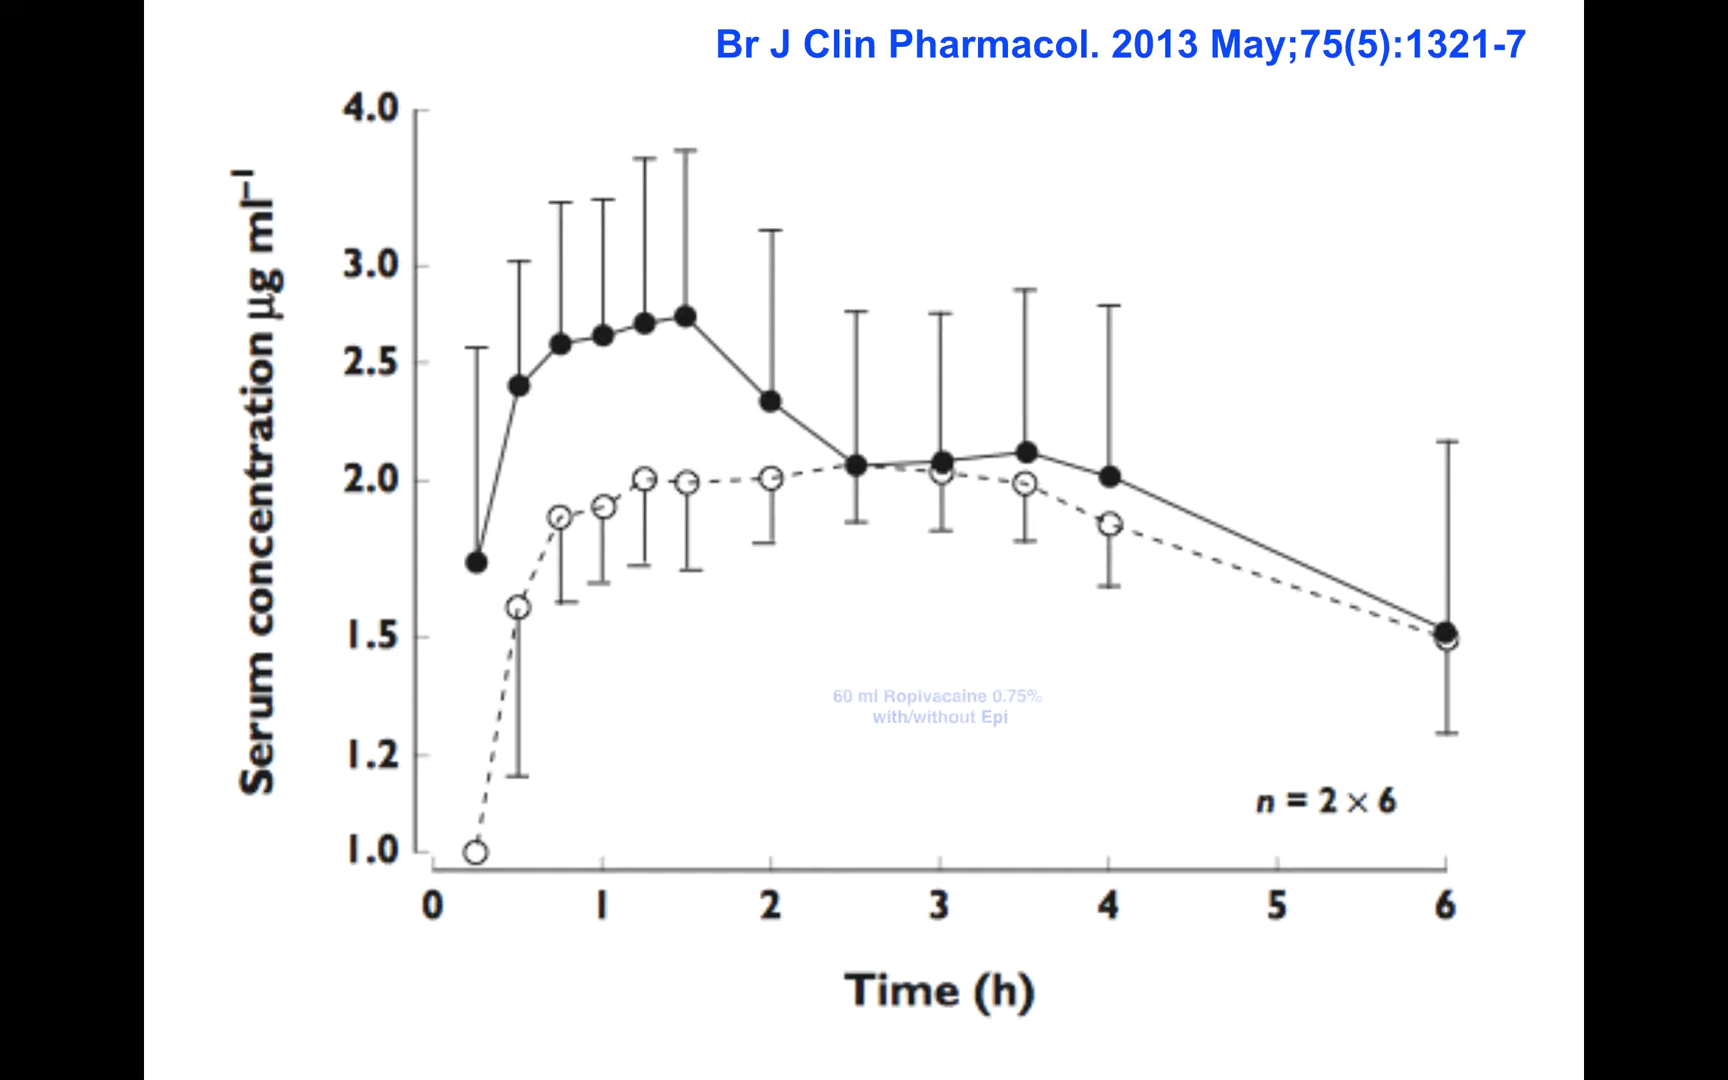 Br J Clin Pharmacol. 2013 May;75(5):1321-7
Serum concentration µg ml⁻¹
4.0
3.0
2.5
2.0
1.5
1.2
1.0
60 ml Ropivacaine 0.75%
with/without Epi
n = 2 × 6
0 1 2 3 4 5 6
Time (h)